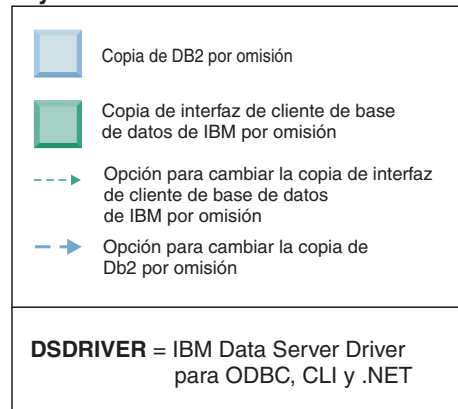 Copia de DB2 por omisión
Copia de interfaz de cliente de base
de datos de IBM por omisión
Opción para cambiar la copia de interfaz
de cliente de base de datos
de IBM por omisión
Opción para cambiar la copia de
Db2 por omisión
DSDRIVER = IBM Data Server Driver
para ODBC, CLI y .NET